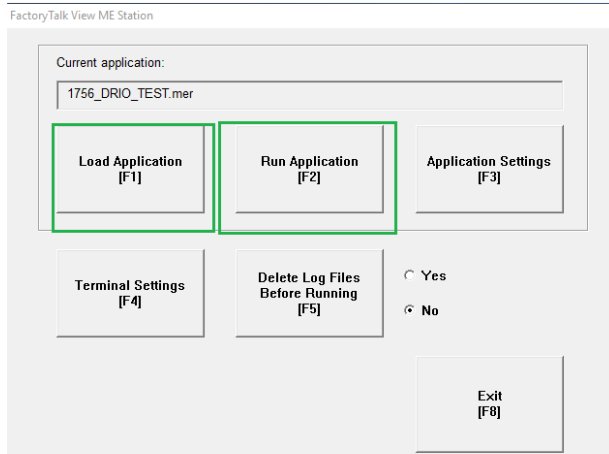 FactoryTalk View ME Station
Current application:
1756_DRIO_TEST.mer
Load Application
[F1]
Run Application
[F2]
Application Settings
[F3]
Terminal Settings
[F4]
Delete Log Files
Before Running
[F5]
Yes
No
Exit
[F8]